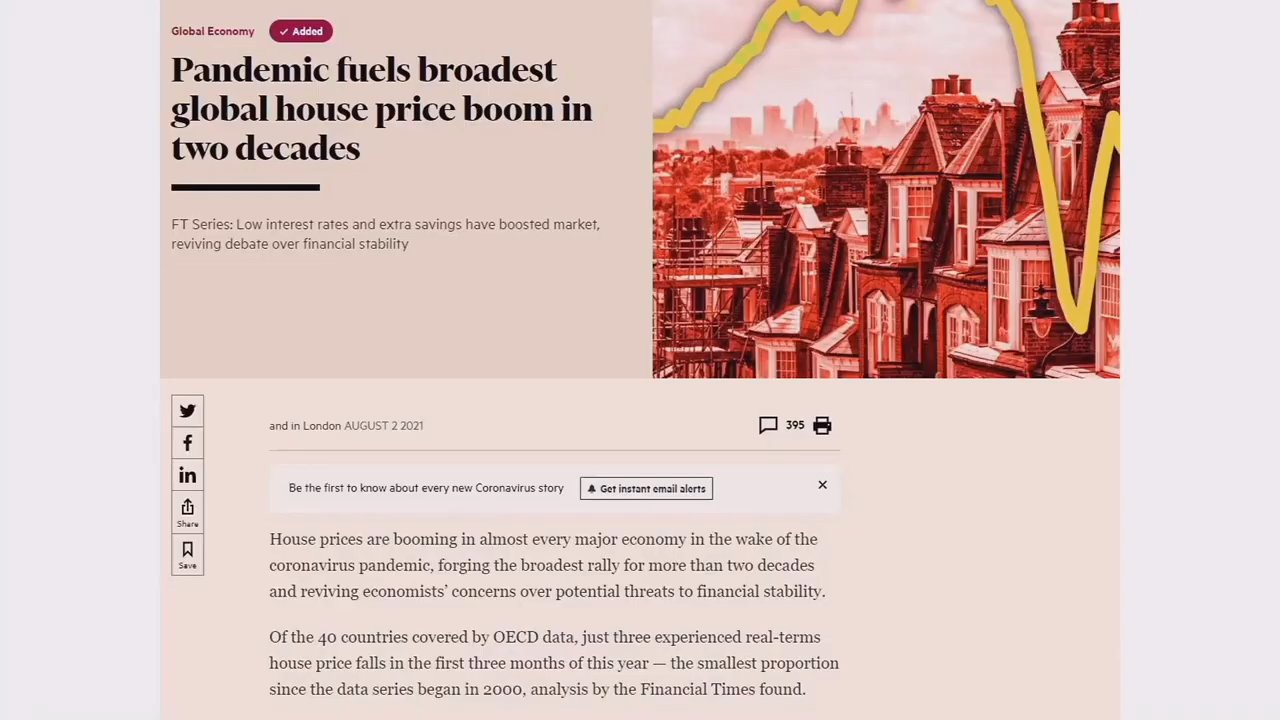 Global Economy
Added
Pandemic fuels broadest
global house price boom in
two decades
FT Series: Low interest rates and extra savings have boosted market,
reviving debate over financial stability
and in London AUGUST 2 2021
395
Be the first to know about every new Coronavirus story
Get instant email alerts
Share
Save
House prices are booming in almost every major economy in the wake of the
coronavirus pandemic, forging the broadest rally for more than two decades
and reviving economists’ concerns over potential threats to financial stability.
Of the 40 countries covered by OECD data, just three experienced real-terms
house price falls in the first three months of this year — the smallest proportion
since the data series began in 2000, analysis by the Financial Times found.